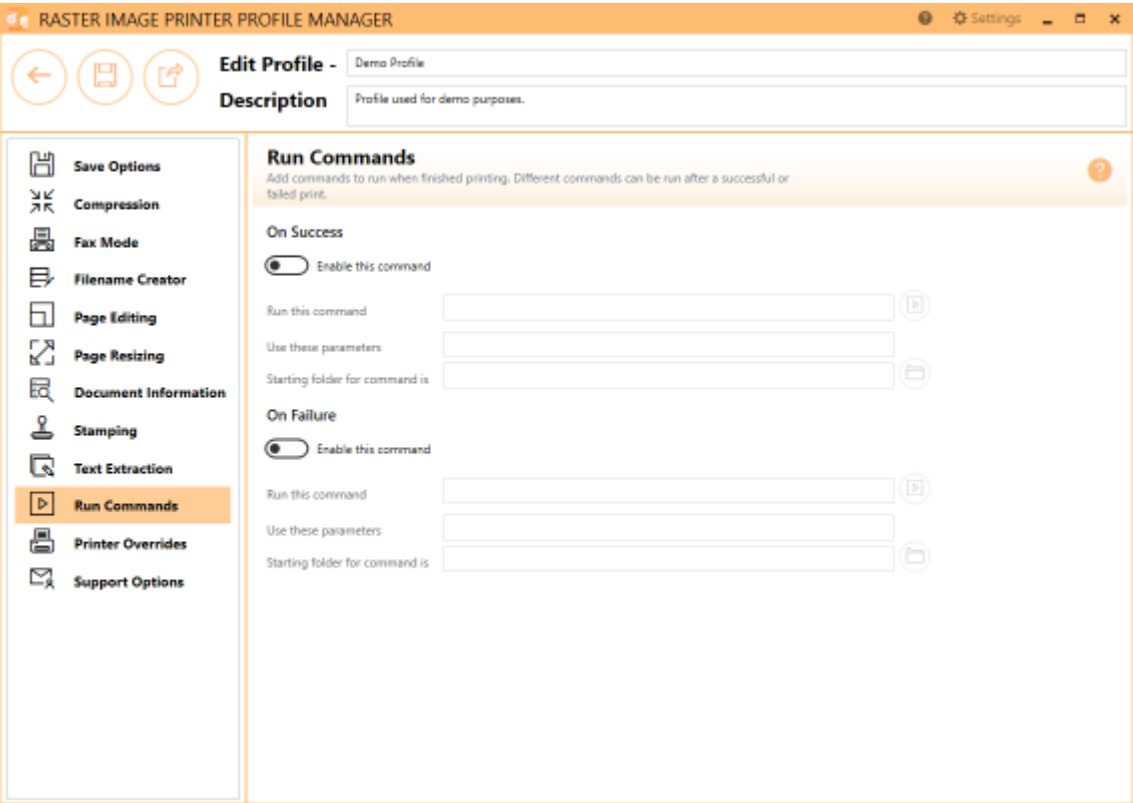 RASTER IMAGE PRINTER PROFILE MANAGER
Settings
Edit Profile -
Demo Profile
Description
Profile used for demo purposes.
Save Options
Compression
Fax Mode
Filename Creator
Page Editing
Page Resizing
Document Information
Stamping
Text Extraction
Run Commands
Printer Overrides
Support Options
Run Commands
Add commands to run when finished printing. Different commands can be run after a successful or
failed print.
On Success
Enable this command
Run this command
Use these parameters
Starting folder for command is
On Failure
Enable this command
Run this command
Use these parameters
Starting folder for command is